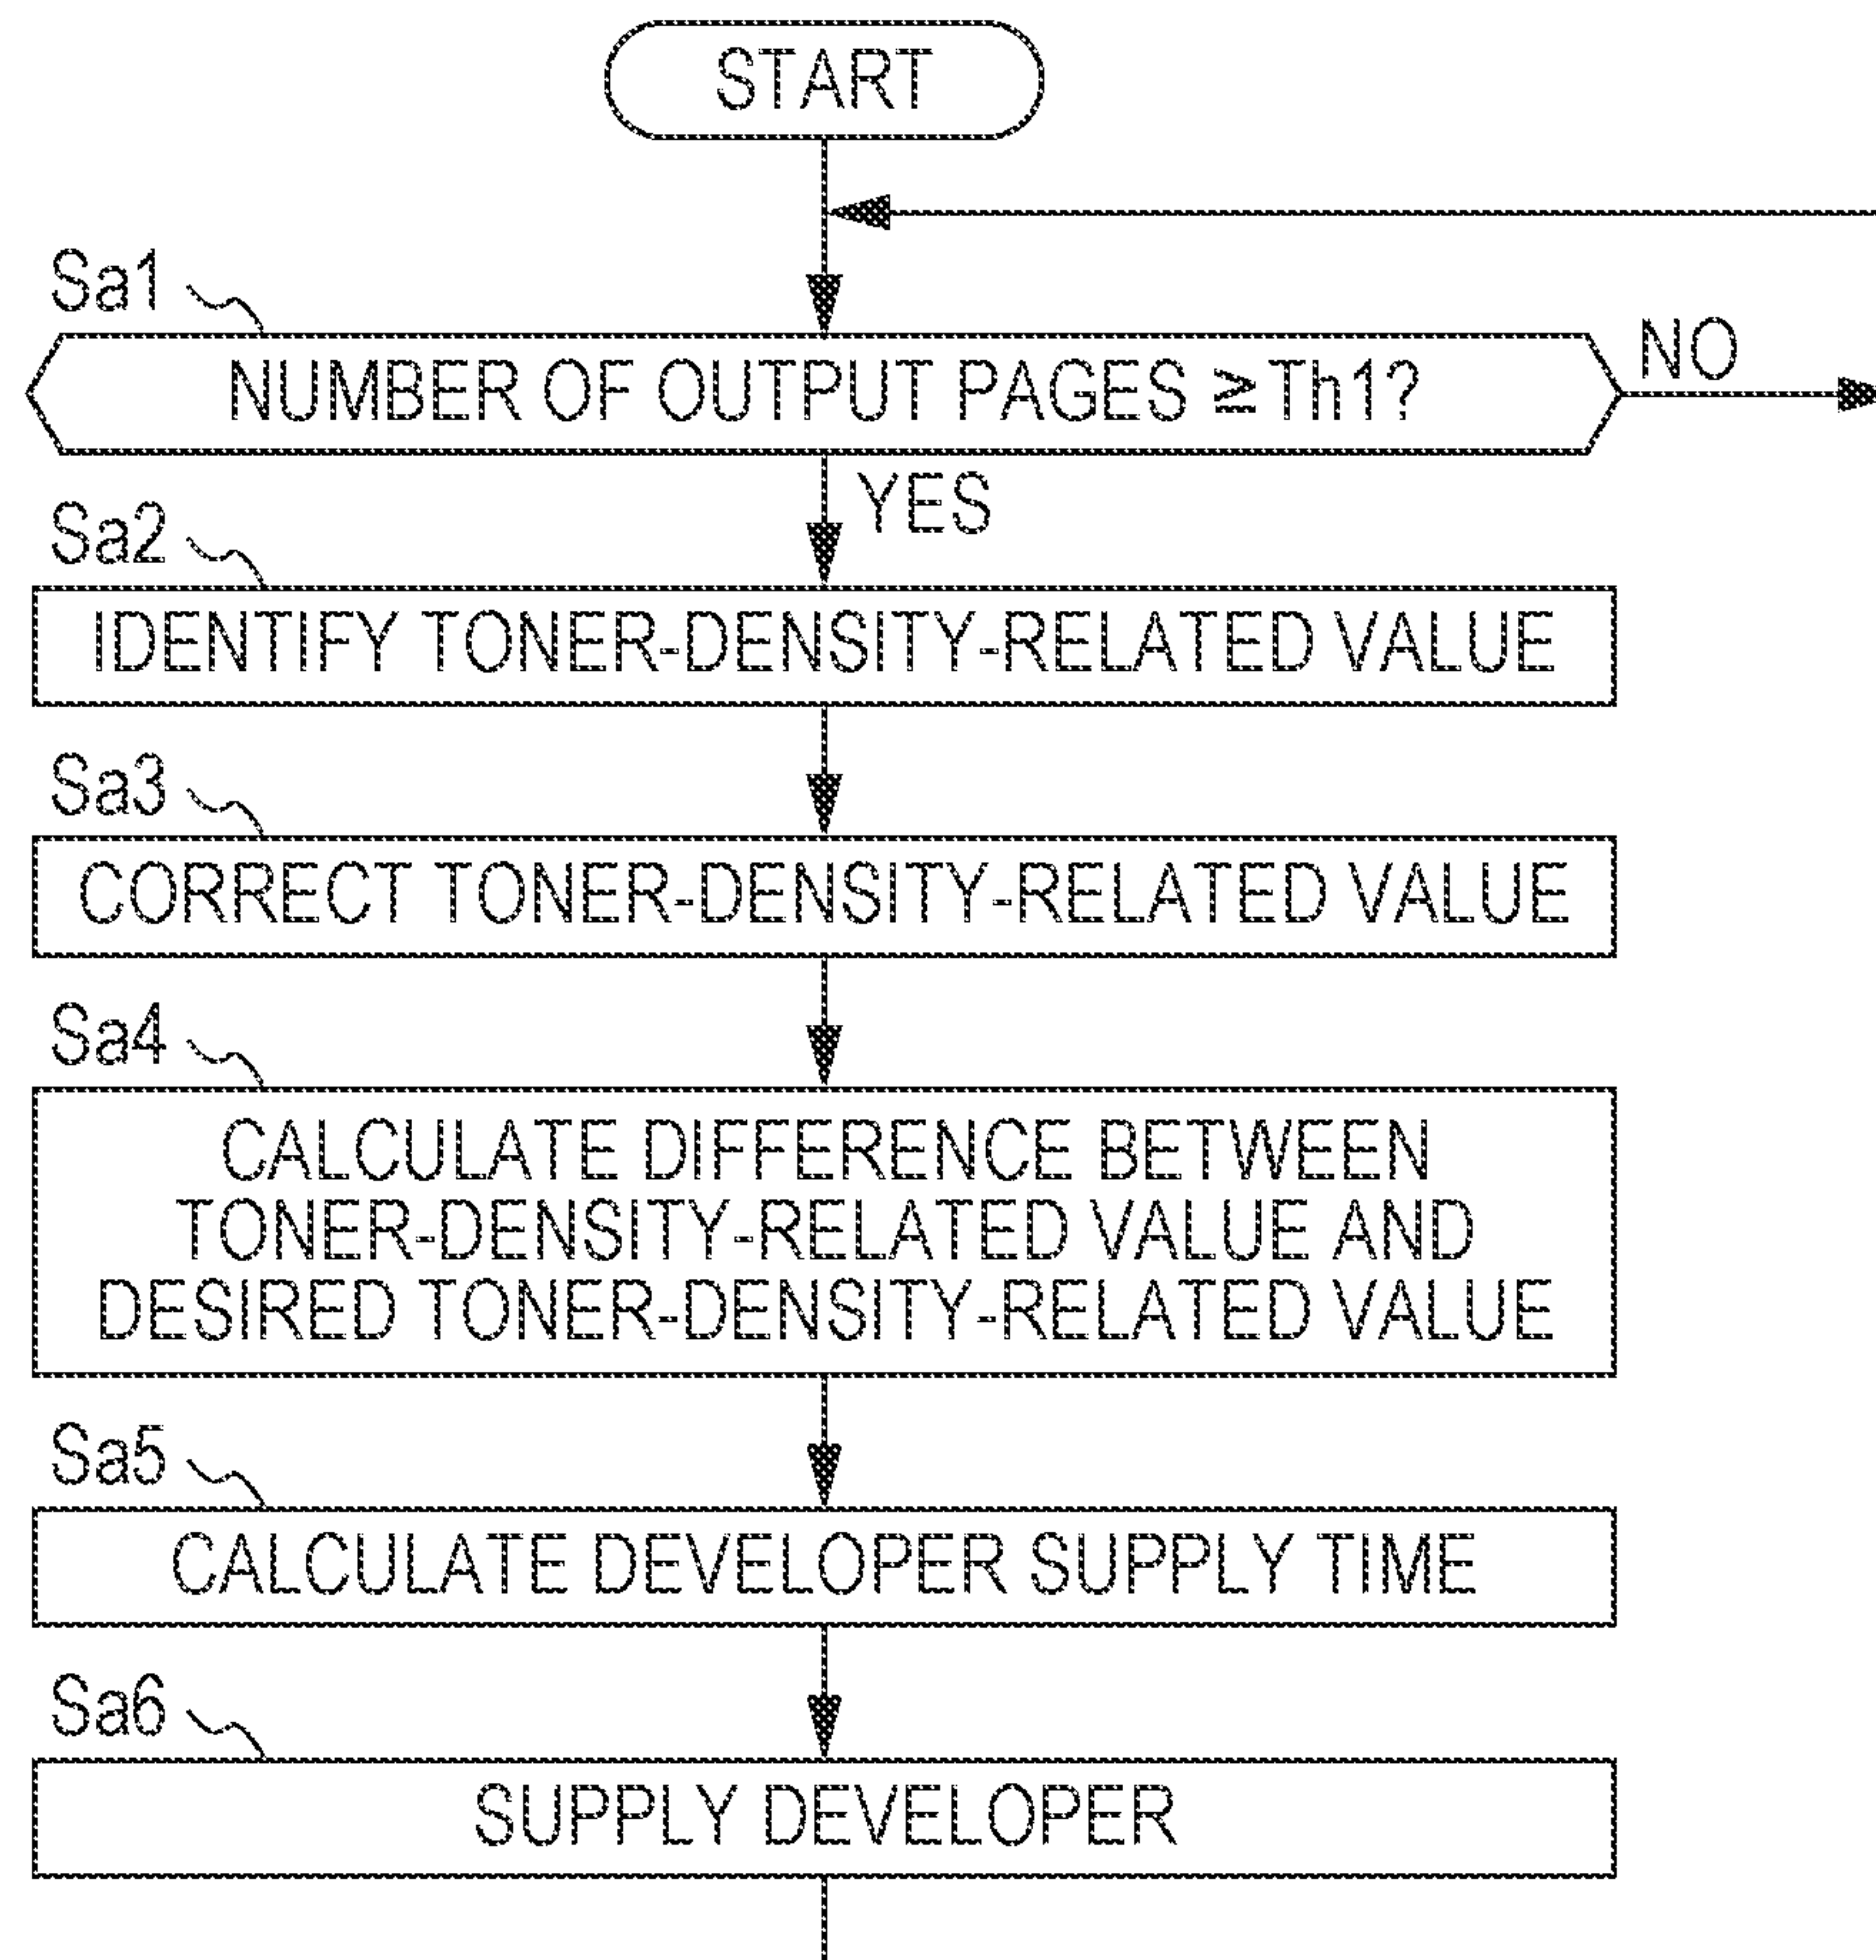 START
Sa1
NUMBER OF OUTPUT PAGES ≧Th1?
NO
YES
Sa2
IDENTIFY TONER-DENSITY-RELATED VALUE
Sa3
CORRECT TONER-DENSITY-RELATED VALUE
Sa4
CALCULATE DIFFERENCE BETWEEN
TONER-DENSITY-RELATED VALUE AND
DESIRED TONER-DENSITY-RELATED VALUE
Sa5
CALCULATE DEVELOPER SUPPLY TIME
Sa6
SUPPLY DEVELOPER